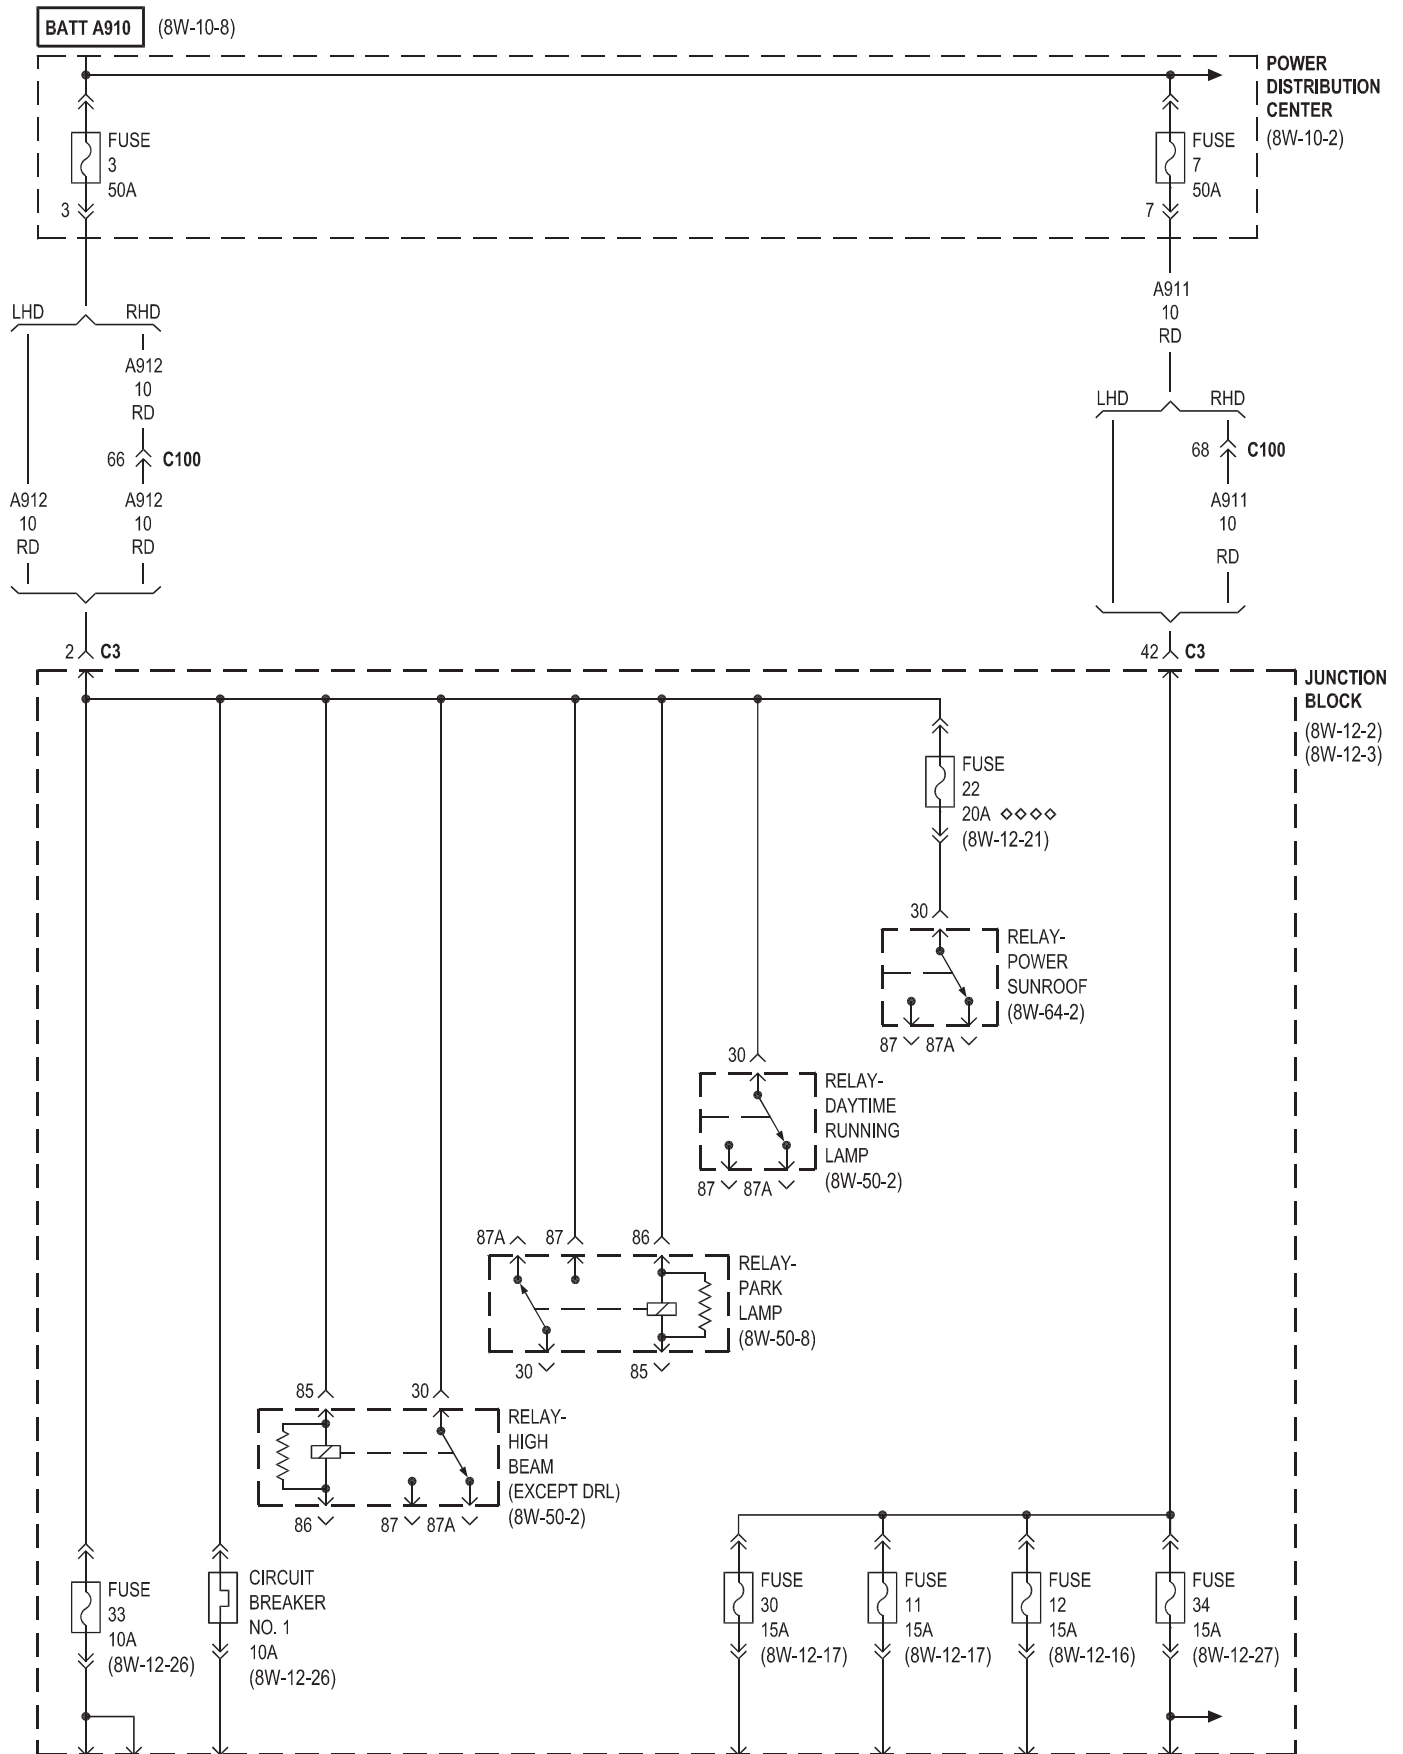 BATT A910 (8W-10-8)
POWER
DISTRIBUTION
CENTER
(8W-10-2)
FUSE
3
50A
3
FUSE
7
50A
7
LHD RHD
A912
10
RD
66 C100
A912
10
RD
A912
10
RD
2 C3
A911
10
RD
LHD RHD
68 C100
A911
10
RD
42 C3
JUNCTION
BLOCK
(8W-12-2)
(8W-12-3)
FUSE
22
20A ◇◇◇◇
(8W-12-21)
30
RELAY-
POWER
SUNROOF
(8W-64-2)
87 87A
30
RELAY-
DAYTIME
RUNNING
LAMP
(8W-50-2)
87 87A
87A 87 86
RELAY-
PARK
LAMP
(8W-50-8)
30 85
85 30
RELAY-
HIGH
BEAM
(EXCEPT DRL)
(8W-50-2)
86 87 87A
FUSE
33
10A
(8W-12-26)
CIRCUIT
BREAKER
NO. 1
10A
(8W-12-26)
FUSE
30
15A
(8W-12-17)
FUSE
11
15A
(8W-12-17)
FUSE
12
15A
(8W-12-16)
FUSE
34
15A
(8W-12-27)